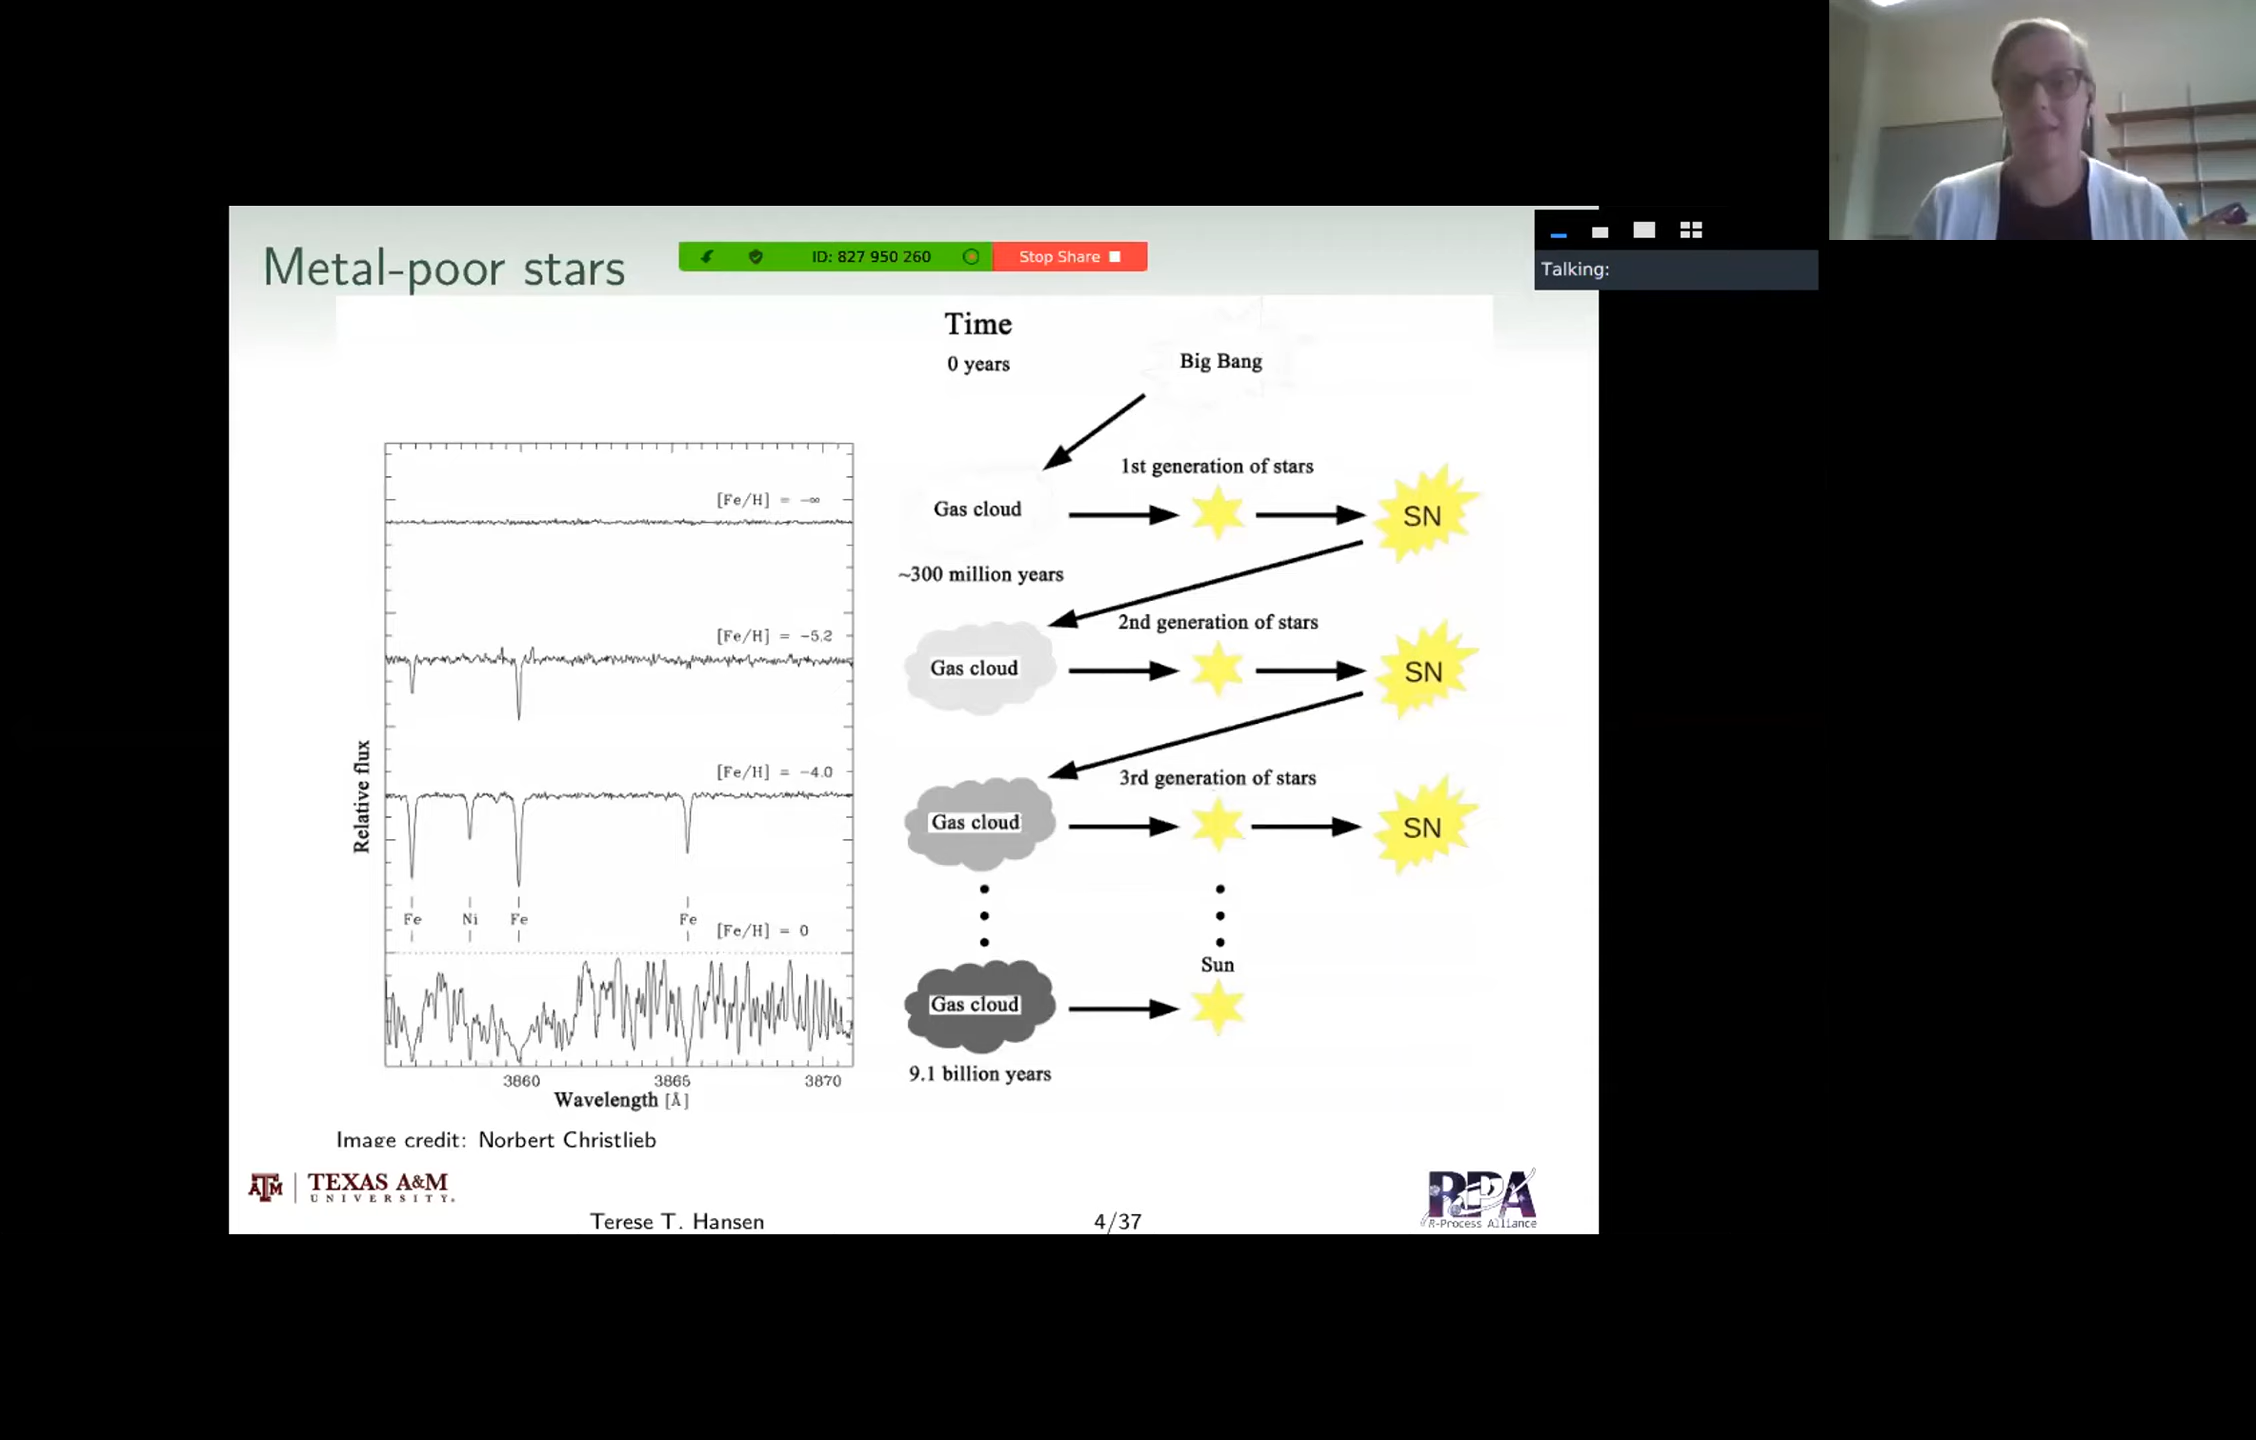 Metal-poor stars
ID: 827 950 260
Stop Share
Talking:
Time
0 years
Big Bang
1st generation of stars
Gas cloud
SN
~300 million years
2nd generation of stars
Gas cloud
SN
3rd generation of stars
Gas cloud
SN
Sun
Gas cloud
9.1 billion years
[Fe/H] = -∞
[Fe/H] = -5.2
[Fe/H] = -4.0
Fe Ni Fe Fe
[Fe/H] = 0
Relative flux
3860 3865 3870
Wavelength [Å]
Image credit: Norbert Christlieb
ATM TEXAS A&M
UNIVERSITY.
RPA
R-Process Alliance
Terese T. Hansen 4/37